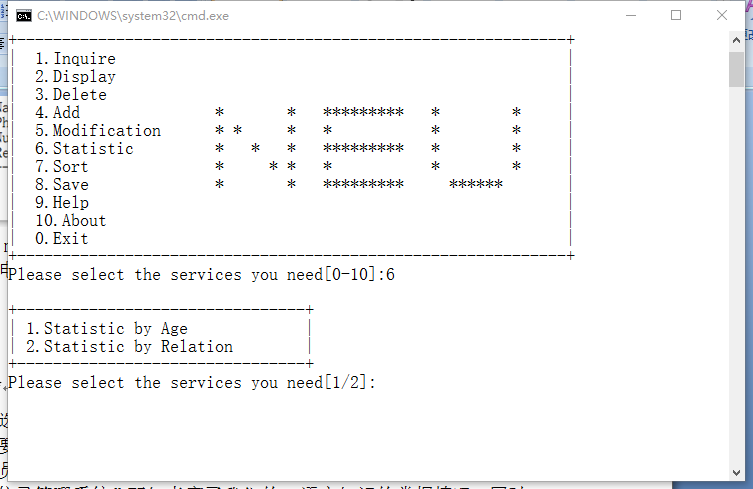 C:\WINDOWS\system32\cmd.exe
+-------------------------------------------------------------+
| 1.Inquire |
| 2.Display |
| 3.Delete |
| 4.Add * * ********* * * |
| 5.Modification * * * * * * |
| 6.Statistic * * * ********* * * |
| 7.Sort * * * * * * |
| 8.Save * * ********* ****** |
| 9.Help |
| 10.About |
| 0.Exit |
+-------------------------------------------------------------+
Please select the services you need[0-10]:6
+--------------------------------+
| 1.Statistic by Age |
| 2.Statistic by Relation |
+--------------------------------+
Please select the services you need[1/2]: